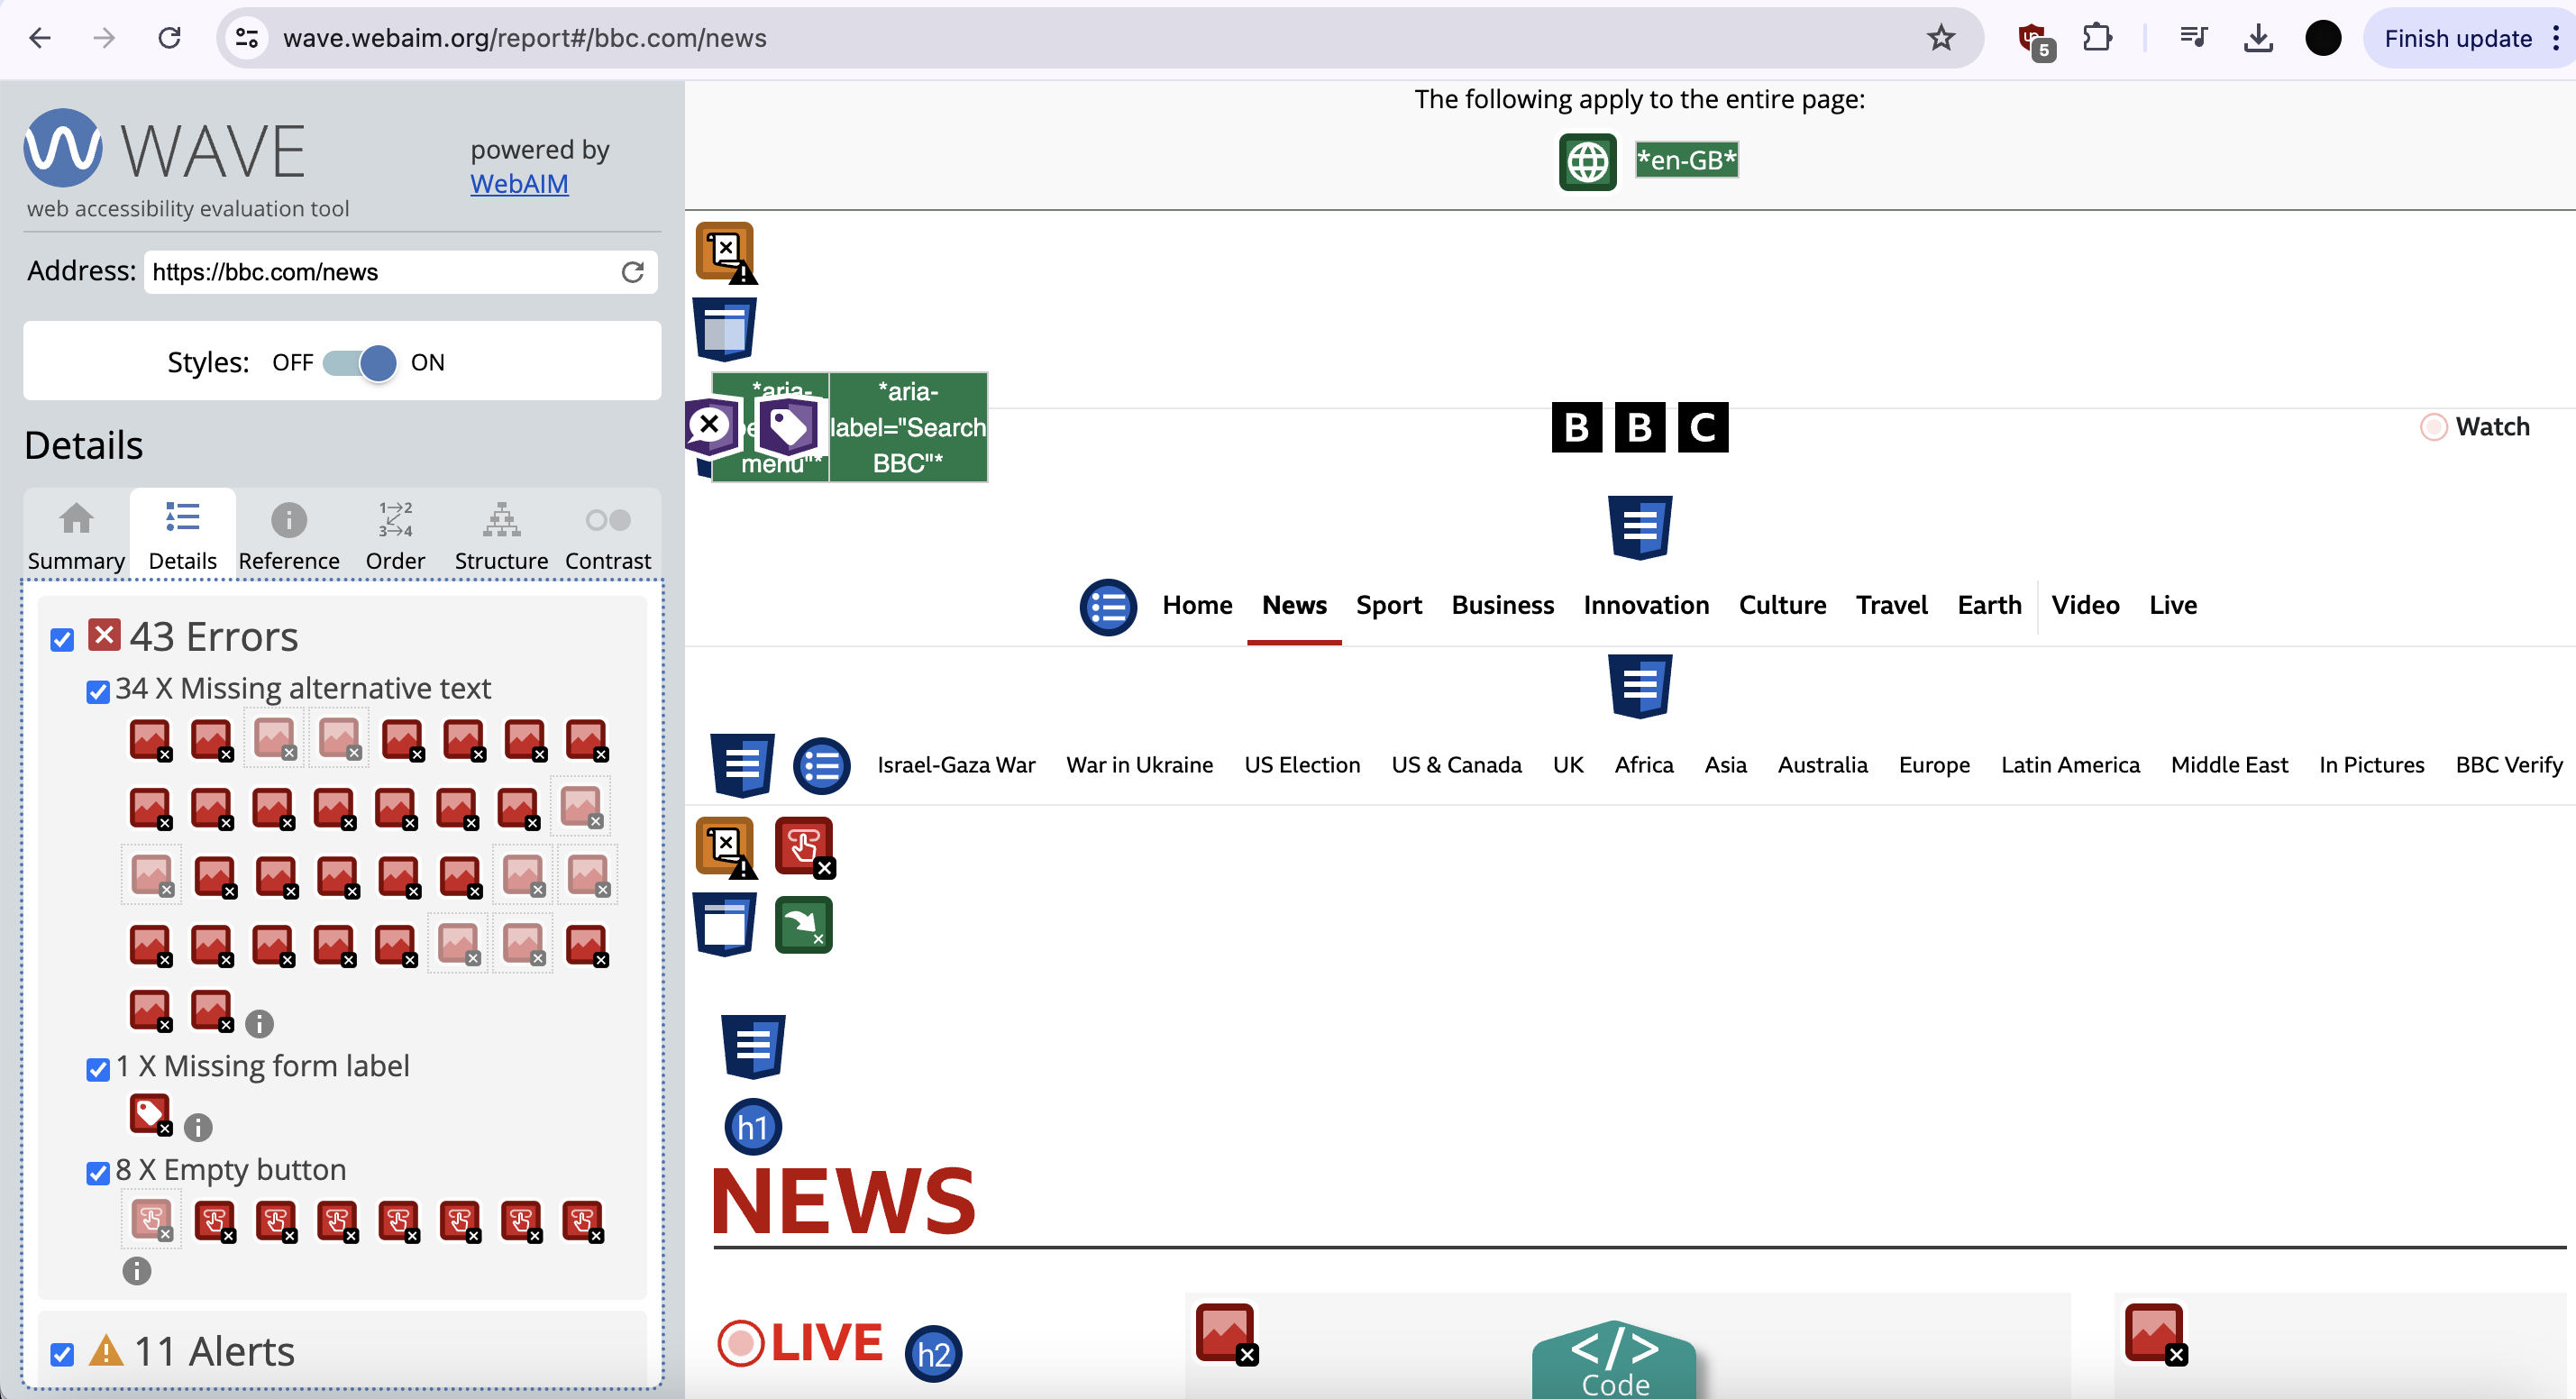 wave.webaim.org/report#/bbc.com/news
5
Finish update
WAVE
web accessibility evaluation tool
powered by
WebAIM
Address: https://bbc.com/news
Styles: OFF ON
Details
Summary Details Reference Order Structure Contrast
1→2
3→4
43 Errors
34 X Missing alternative text
1 X Missing form label
8 X Empty button
11 Alerts
The following apply to the entire page:
*en-GB*
*aria-
menu"*
*aria-
label="Search
BBC"*
BBC
Watch
Home News Sport Business Innovation Culture Travel Earth Video Live
Israel-Gaza War War in Ukraine US Election US & Canada UK Africa Asia Australia Europe Latin America Middle East In Pictures BBC Verify
h1
NEWS
LIVE h2
</>
Code